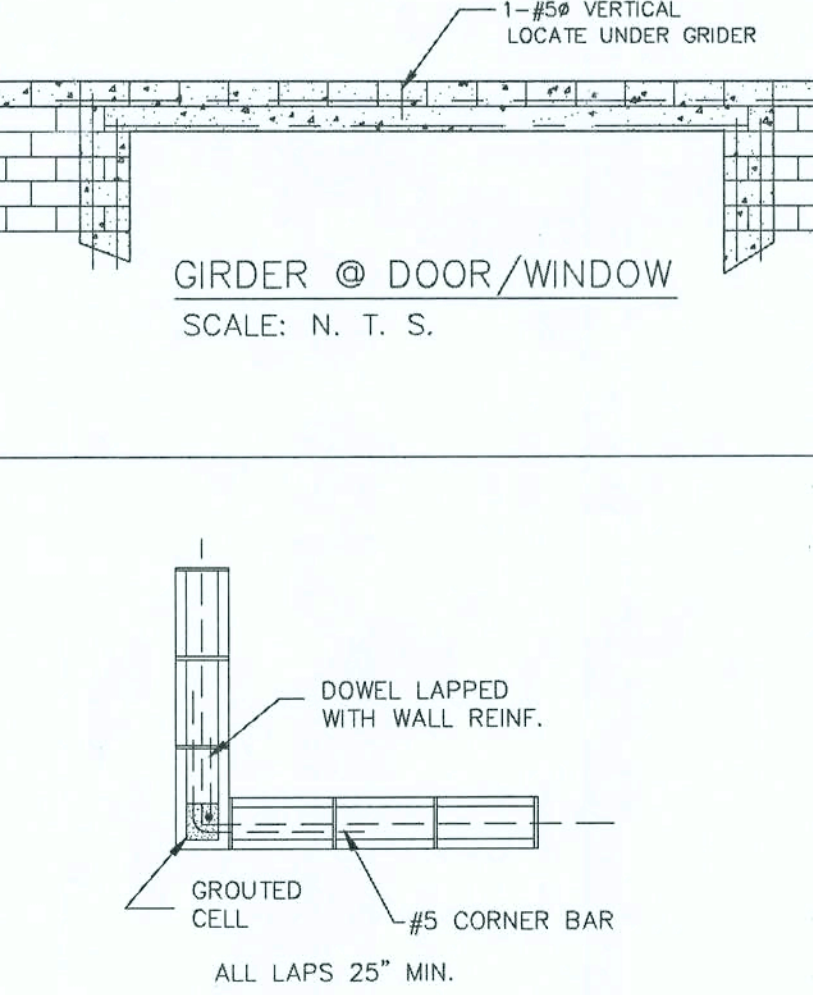 1-#5ø VERTICAL
LOCATE UNDER GRIDER
GIRDER @ DOOR/WINDOW
SCALE: N. T. S.
DOWEL LAPPED
WITH WALL REINF.
GROUTED
CELL
#5 CORNER BAR
ALL LAPS 25" MIN.